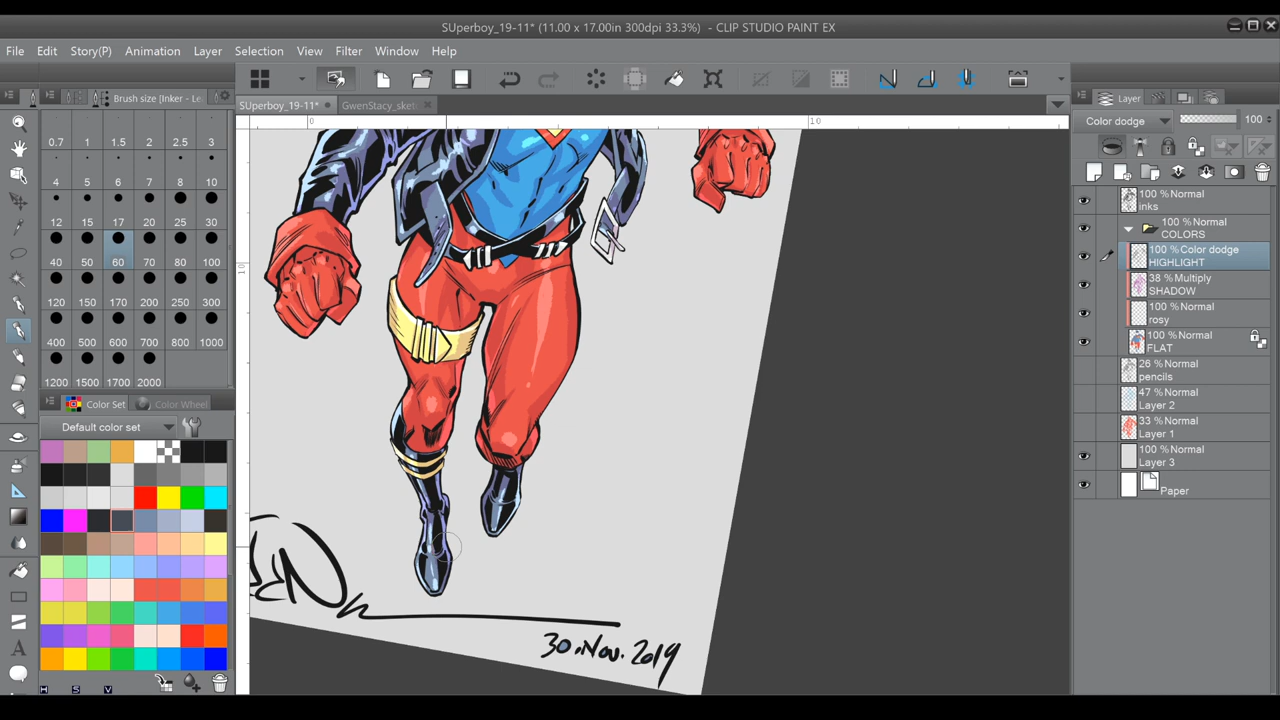 SUperboy_19-11* (11.00 x 17.00in 300dpi 33.3%) - CLIP STUDIO PAINT EX
File Edit Story(P) Animation Layer Selection View Filter Window Help
Brush size [Inker - Le
SUperboy_19-11* GwenStacy_sket
Layer
0.7 1 1.5 2 2.5 3
4 5 6 7 8 10
12 15 17 20 25 30
40 50 60 70 80 100
120 150 170 200 250 300
400 500 600 700 800 1000
1200 1500 1700 2000
Color Set Color Wheel
Default color set
H S V
0 10
10
30.Nov.2019
Color dodge 100
100 % Normal
inks
100 % Normal
COLORS
100 % Color dodge
HIGHLIGHT
38 % Multiply
SHADOW
100 % Normal
rosy
100 % Normal
FLAT
26 % Normal
pencils
47 % Normal
Layer 2
33 % Normal
Layer 1
100 % Normal
Layer 3
Paper